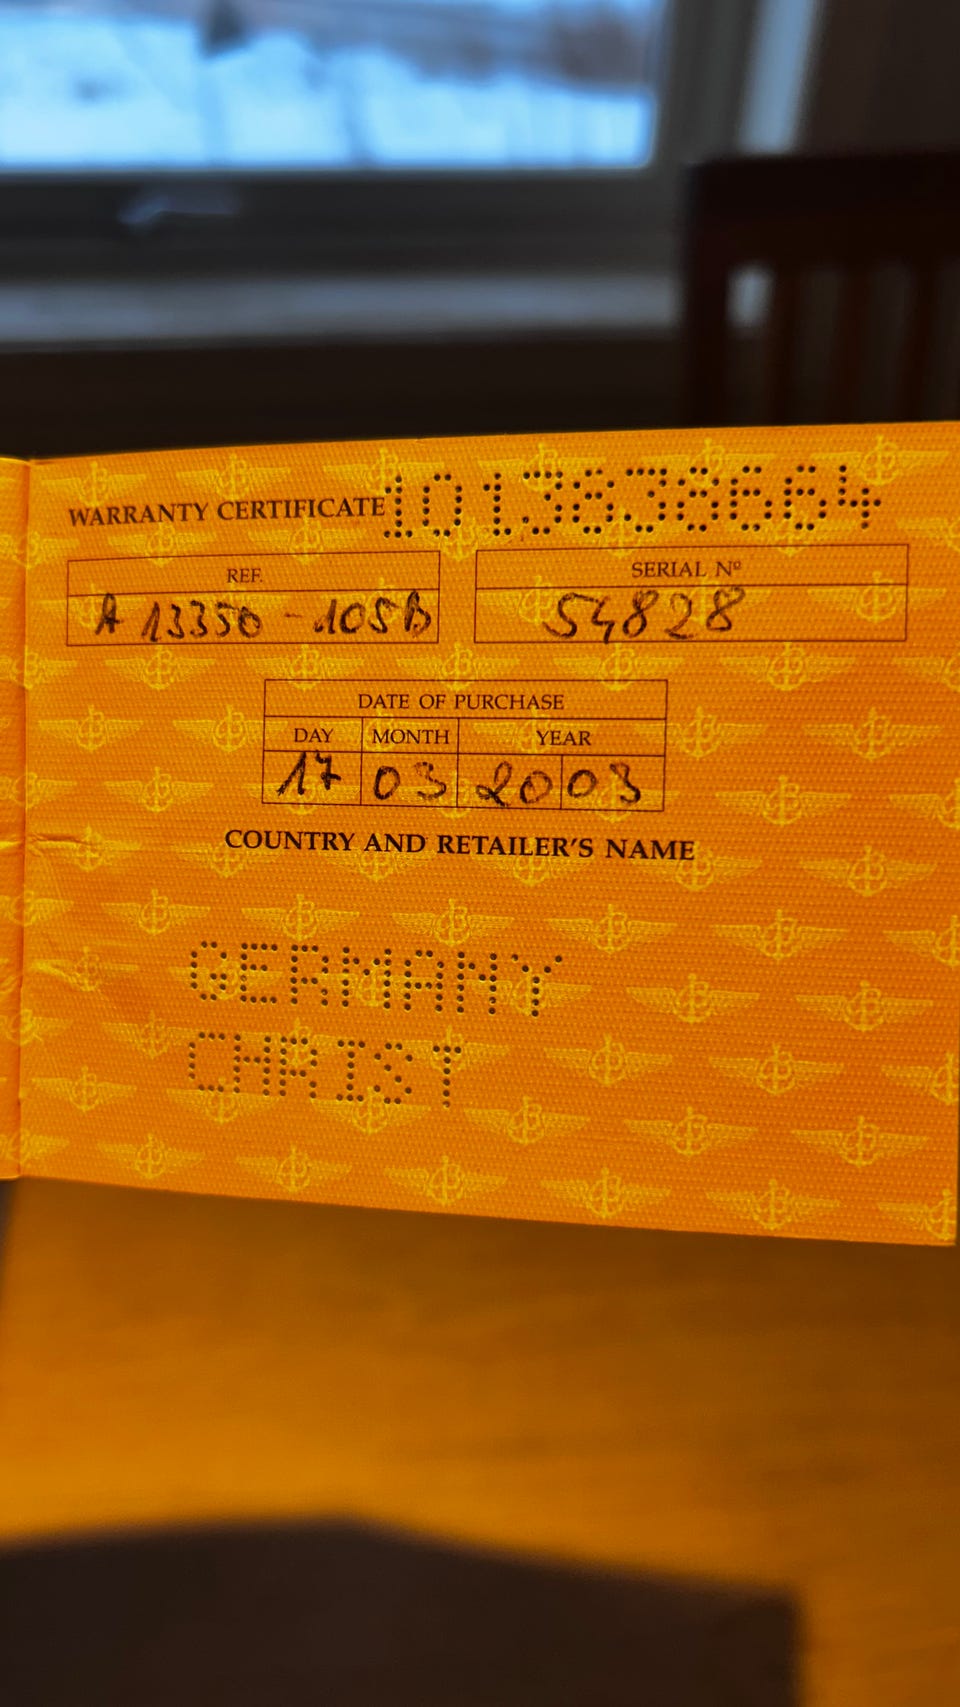 WARRANTY CERTIFICATE 1013838664
REF.
SERIAL Nº
A 13350 - 105B
54828
DATE OF PURCHASE
DAY MONTH YEAR
17 03 2003
COUNTRY AND RETAILER'S NAME
GERMANY
CHRIST